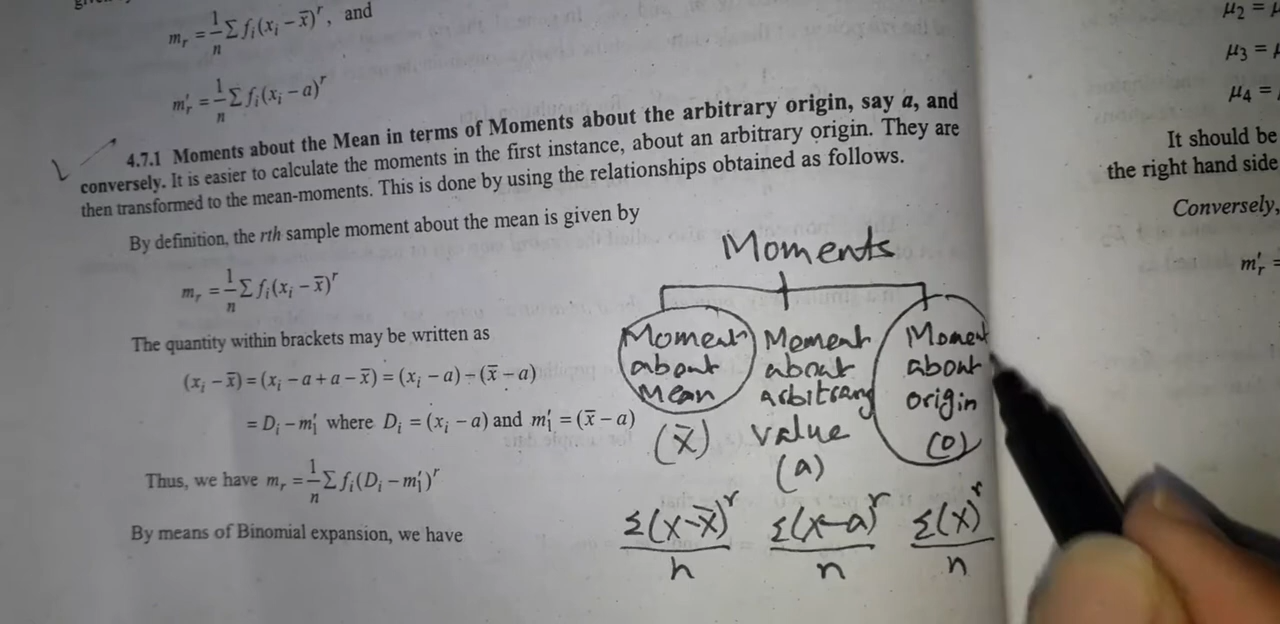 m_r = 1/n Σ f_i(x_i − x̄)^r, and
m'_r = 1/n Σ f_i(x_i − a)^r
4.7.1 Moments about the Mean in terms of Moments about the arbitrary origin, say a, and
conversely. It is easier to calculate the moments in the first instance, about an arbitrary origin. They are
then transformed to the mean-moments. This is done by using the relationships obtained as follows.
By definition, the rth sample moment about the mean is given by
m_r = 1/n Σ f_i(x_i − x̄)^r
The quantity within brackets may be written as
(x_i − x̄) = (x_i − a + a − x̄) = (x_i − a) − (x̄ − a)
= D_i − m'_1 where D_i = (x_i − a) and m'_1 = (x̄ − a)
Thus, we have m_r = 1/n Σ f_i(D_i − m'_1)^r
By means of Binomial expansion, we have
Moments
Moment
about
Mean
(x̄)
Σ(x−x̄)^r
n
Moment
about
arbitrary
value
(a)
Σ(x−a)^r
n
Moment
about
origin
(0)
Σ(x)^r
n
μ₂ =
μ₃ =
μ₄ =
It should be
the right hand side
Conversely,
m'_r =